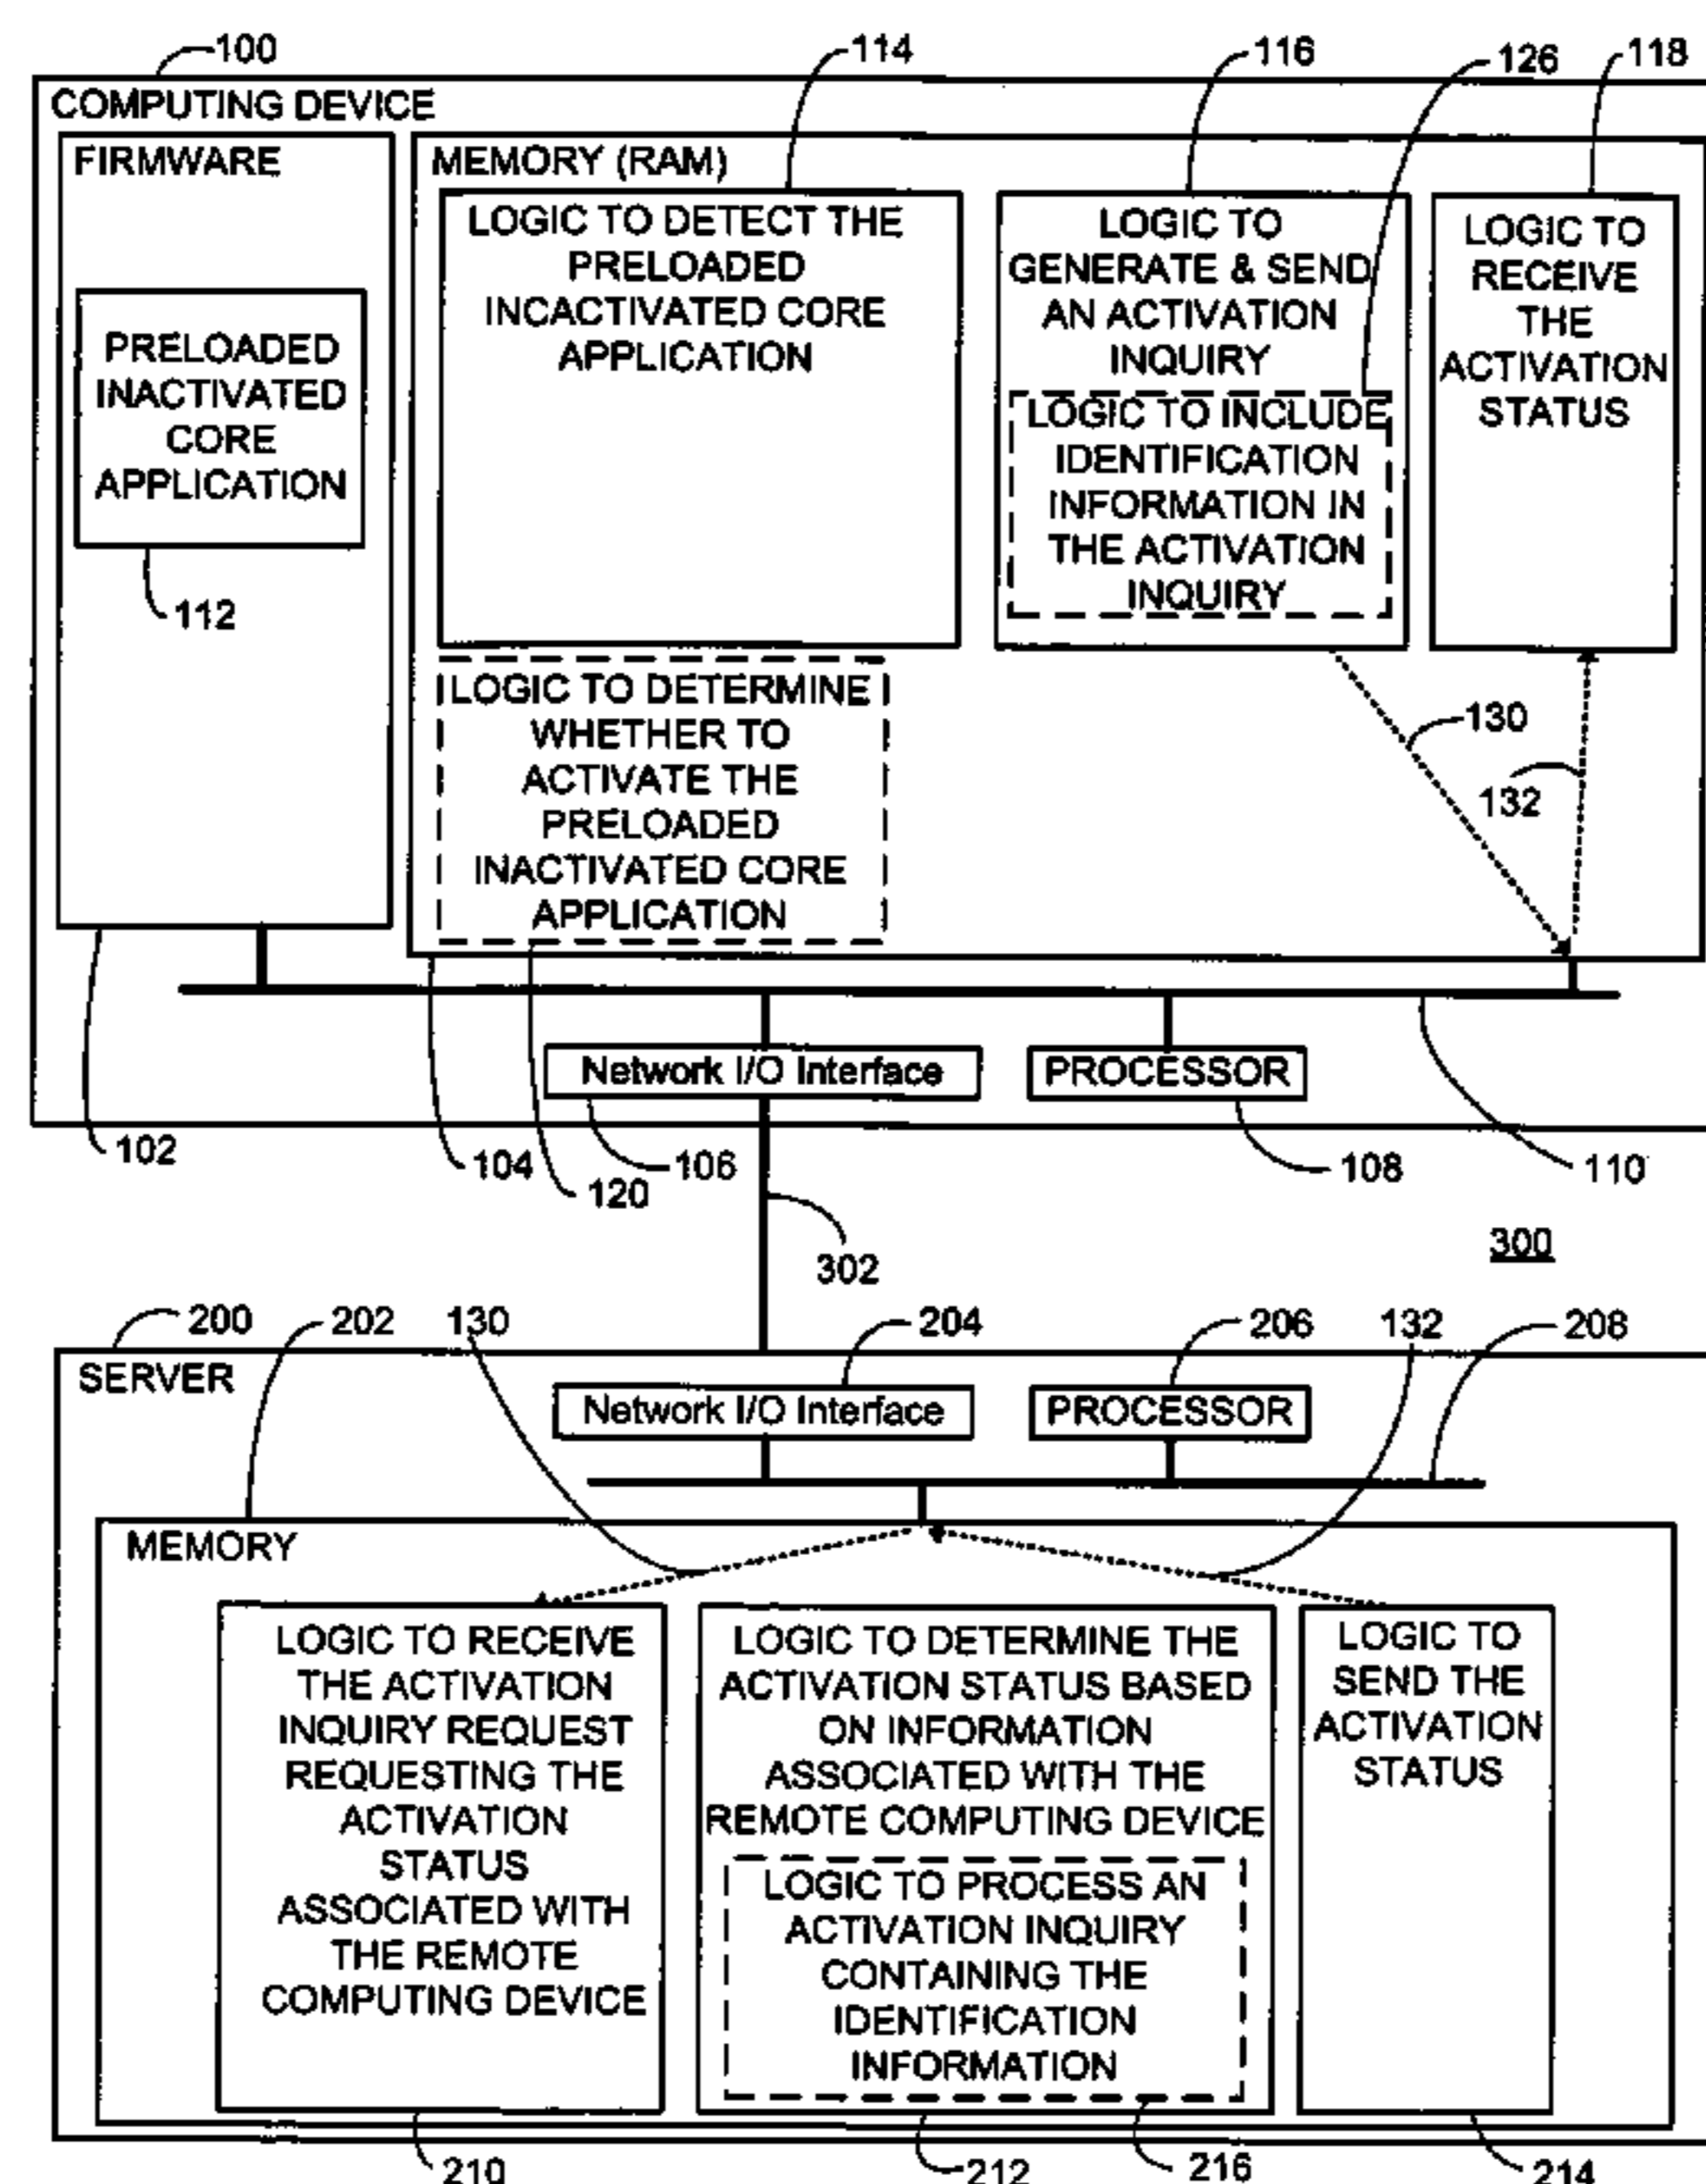 100
114
116
126
118
COMPUTING DEVICE
FIRMWARE
PRELOADED
INACTIVATED
CORE
APPLICATION
112
MEMORY (RAM)
LOGIC TO DETECT THE
PRELOADED
INCACTIVATED CORE
APPLICATION
LOGIC TO
GENERATE & SEND
AN ACTIVATION
INQUIRY
LOGIC TO INCLUDE
IDENTIFICATION
INFORMATION IN
THE ACTIVATION
INQUIRY
LOGIC TO
RECEIVE
THE
ACTIVATION
STATUS
LOGIC TO DETERMINE
WHETHER TO
ACTIVATE THE
PRELOADED
INACTIVATED CORE
APPLICATION
130
132
Network I/O Interface
PROCESSOR
102
104
120
106
108
110
302
300
200
202
130
204
206
132
208
SERVER
Network I/O Interface
PROCESSOR
MEMORY
LOGIC TO RECEIVE
THE ACTIVATION
INQUIRY REQUEST
REQUESTING THE
ACTIVATION
STATUS
ASSOCIATED WITH
THE REMOTE
COMPUTING DEVICE
LOGIC TO DETERMINE THE
ACTIVATION STATUS BASED
ON INFORMATION
ASSOCIATED WITH THE
REMOTE COMPUTING DEVICE
LOGIC TO PROCESS AN
ACTIVATION INQUIRY
CONTAINING THE
IDENTIFICATION
INFORMATION
LOGIC TO
SEND THE
ACTIVATION
STATUS
210
212
216
214